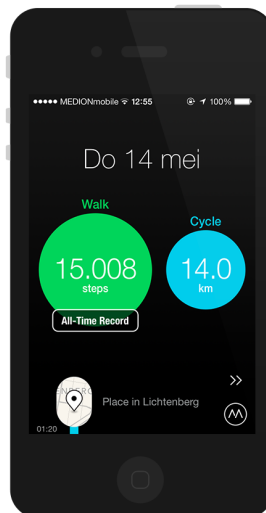 MEDIONmobile 12:55 100%
Do 14 mei
Walk
Cycle
15.008
steps
14.0
km
All-Time Record
ENBERG
Place in Lichtenberg
01:20